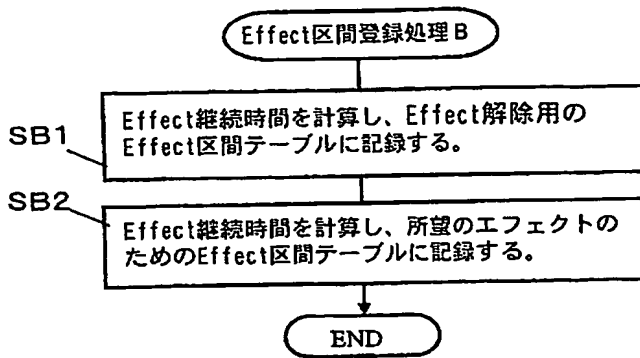 Effect区間登録処理B
SB1
Effect継続時間を計算し、Effect解除用の
Effect区間テーブルに記録する。
SB2
Effect継続時間を計算し、所望のエフェクトの
ためのEffect区間テーブルに記録する。
END